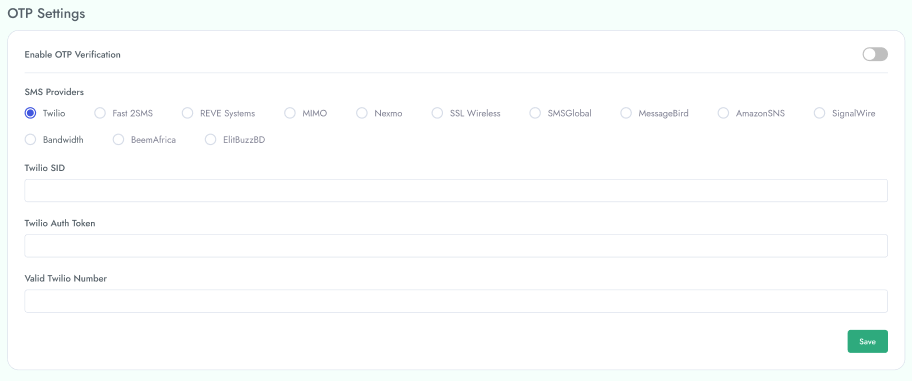 OTP Settings
Enable OTP Verification
SMS Providers
Twilio Fast 2SMS REVE Systems MIMO Nexmo SSL Wireless SMSGlobal MessageBird AmazonSNS SignalWire
Bandwidth BeemAfrica ElitBuzzBD
Twilio SID
Twilio Auth Token
Valid Twilio Number
Save